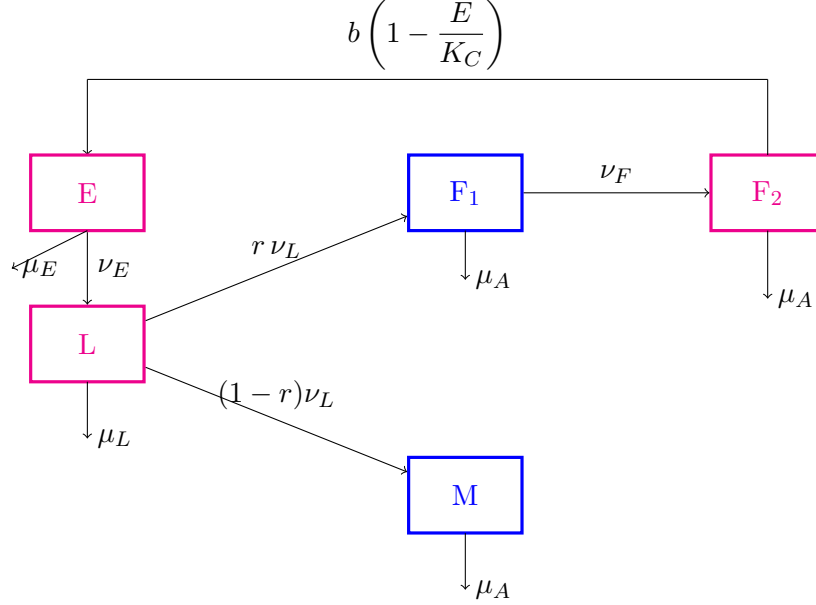 b(1 − E/K_C)
E
F₁
ν_F
F₂
μ_E
ν_E
r ν_L
μ_A
μ_A
L
(1 − r)ν_L
μ_L
M
μ_A